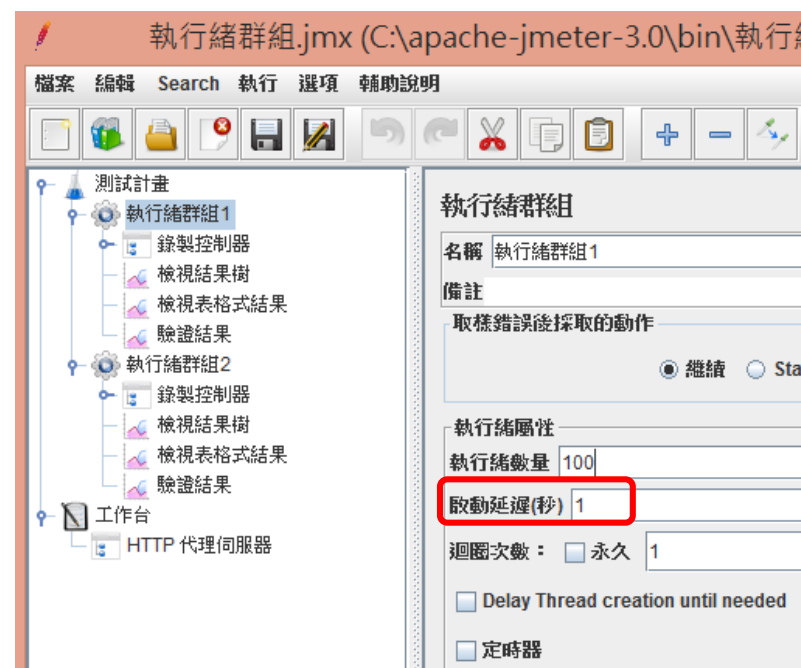 執行緒群組.jmx (C:\apache-jmeter-3.0\bin\執行
檔案 編輯 Search 執行 選項 輔助說明
測試計畫
執行緒群組1
錄製控制器
檢視結果樹
檢視表格式結果
驗證結果
執行緒群組2
錄製控制器
檢視結果樹
檢視表格式結果
驗證結果
工作台
HTTP 代理伺服器
執行緒群組
名稱 執行緒群組1
備註
取樣錯誤後採取的動作
繼續 Sta
執行緒屬性
執行緒數量 100
啟動延遲(秒) 1
迴圈次數： 永久 1
Delay Thread creation until needed
定時器